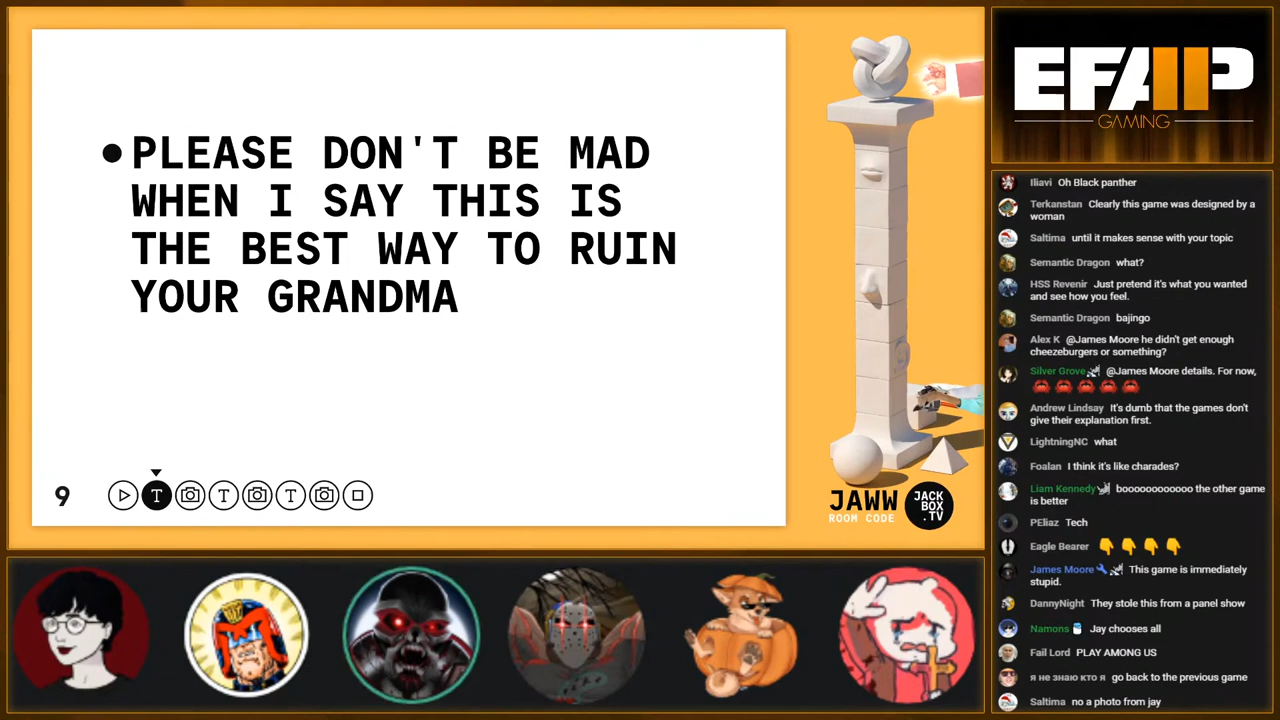 PLEASE DON'T BE MAD
WHEN I SAY THIS IS
THE BEST WAY TO RUIN
YOUR GRANDMA
9
T
T
T
JAWW
ROOM CODE
JACK
BOX
.TV
EFAP
GAMING
Iliavi Oh Black panther
Terkanstan Clearly this game was designed by a
woman
Saltima until it makes sense with your topic
Semantic Dragon what?
HSS Revenir Just pretend it's what you wanted
and see how you feel.
Semantic Dragon bajingo
Alex K @James Moore he didn't get enough
cheezeburgers or something?
Silver Grove @James Moore details. For now,
Andrew Lindsay It's dumb that the games don't
give their explanation first.
LightningNC what
Foalan I think it's like charades?
Liam Kennedy booooooooooooo the other game
is better
PEliaz Tech
Eagle Bearer
James Moore This game is immediately
stupid.
DannyNight They stole this from a panel show
Namons Jay chooses all
Fail Lord PLAY AMONG US
я не знаю кто я go back to the previous game
Saltima no a photo from jay